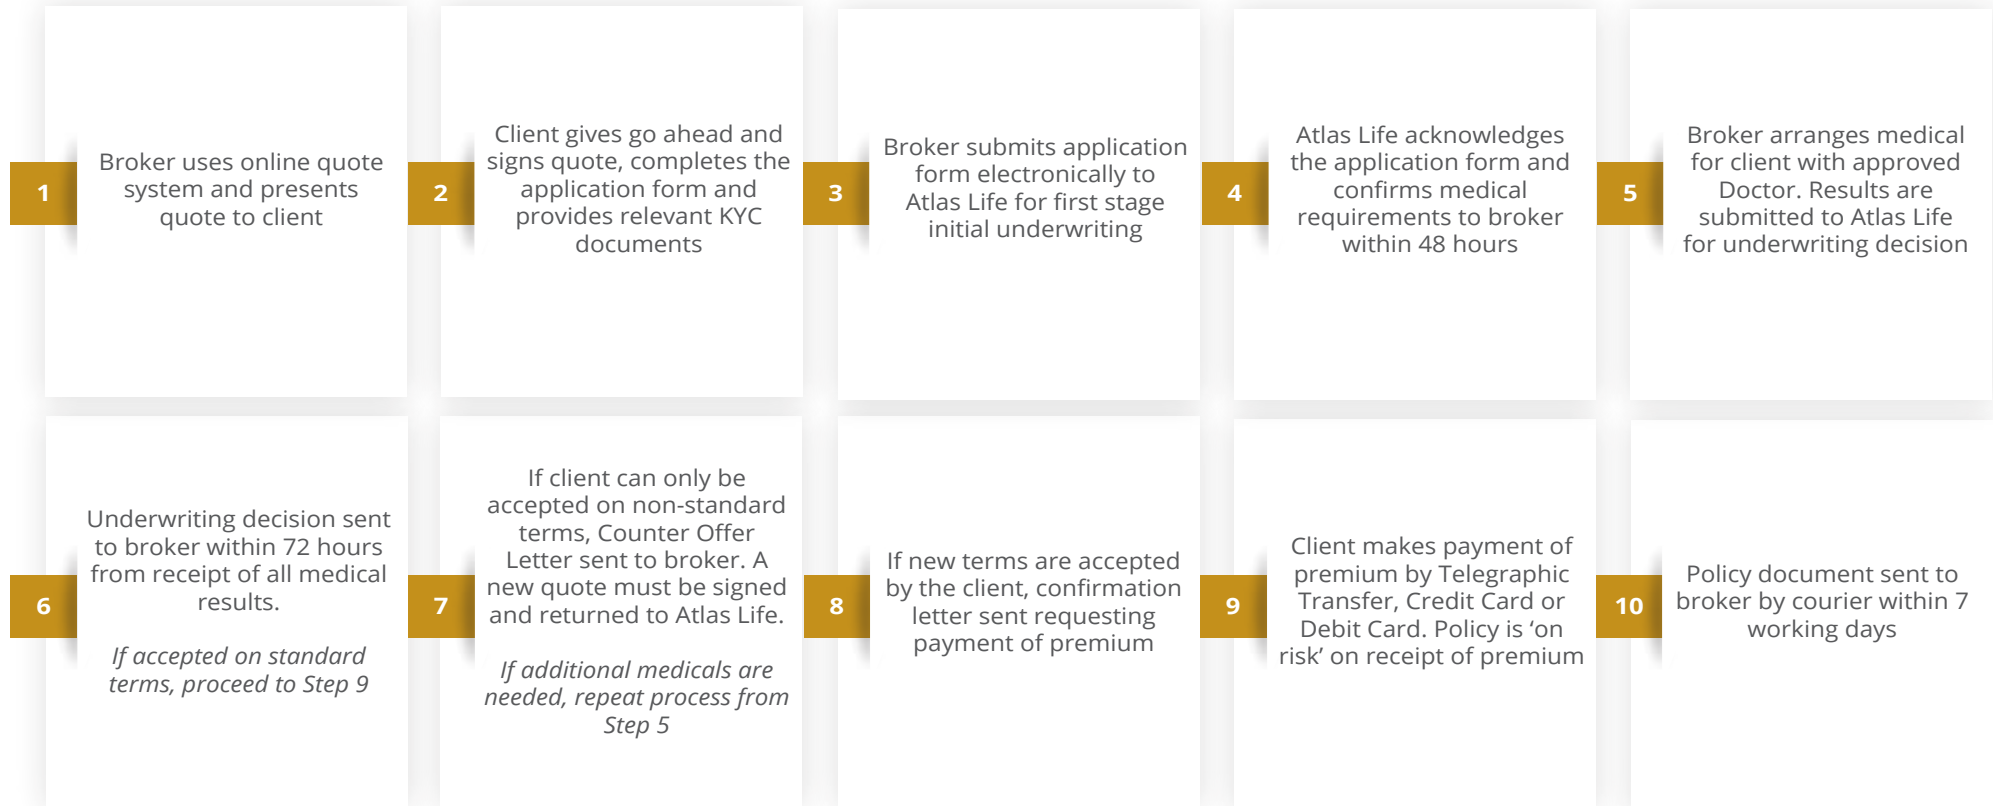 1
Broker uses online quote
system and presents
quote to client
2
Client gives go ahead and
signs quote, completes the
application form and
provides relevant KYC
documents
3
Broker submits application
form electronically to
Atlas Life for first stage
initial underwriting
4
Atlas Life acknowledges
the application form and
confirms medical
requirements to broker
within 48 hours
5
Broker arranges medical
for client with approved
Doctor. Results are
submitted to Atlas Life
for underwriting decision
6
Underwriting decision sent
to broker within 72 hours
from receipt of all medical
results.
If accepted on standard
terms, proceed to Step 9
7
If client can only be
accepted on non-standard
terms, Counter Offer
Letter sent to broker. A
new quote must be signed
and returned to Atlas Life.
If additional medicals are
needed, repeat process from
Step 5
8
If new terms are accepted
by the client, confirmation
letter sent requesting
payment of premium
9
Client makes payment of
premium by Telegraphic
Transfer, Credit Card or
Debit Card. Policy is ‘on
risk’ on receipt of premium
10
Policy document sent to
broker by courier within 7
working days